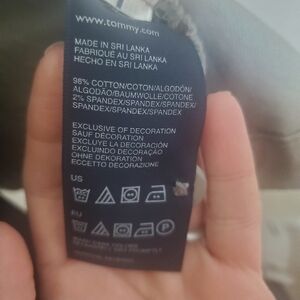 www.tommy.com
MADE IN SRI LANKA
FABRIQUÉ AU SRI LANKA
HECHO EN SRI LANKA
98% COTTON/COTON/ALGODÓN/
ALGODÃO/BAUMWOLLE/COTONE
2% SPANDEX/SPANDEX/SPANDEX/
SPANDEX/SPANDEX/SPANDEX
EXCLUSIVE OF DECORATION
SAUF DECORATION
EXCLUYE LA DECORACIÓN
EXCLUINDO DECORAÇÃO
OHNE DEKORATION
ECCETTO DECORAZIONE
US